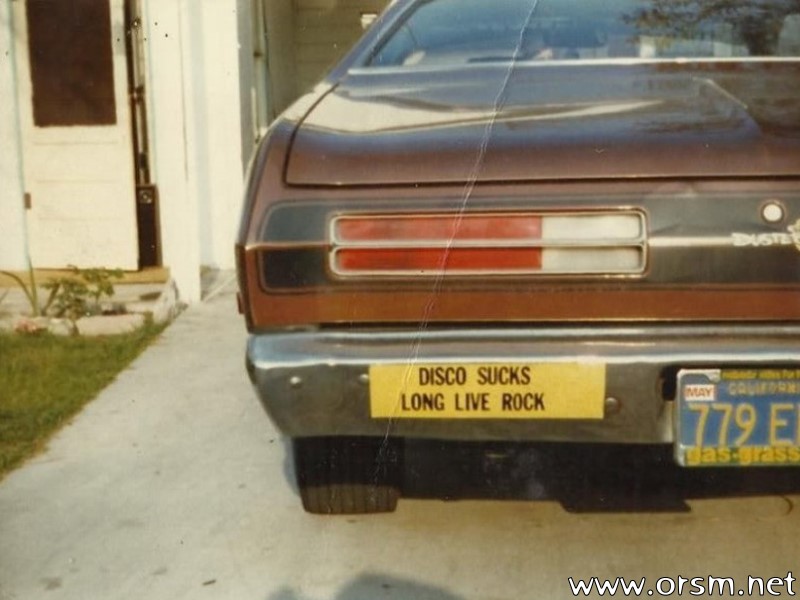 DUSTE
DISCO SUCKS
LONG LIVE ROCK
MAY
CALIFORNIA
779 E
gas-grass
www.orsm.net